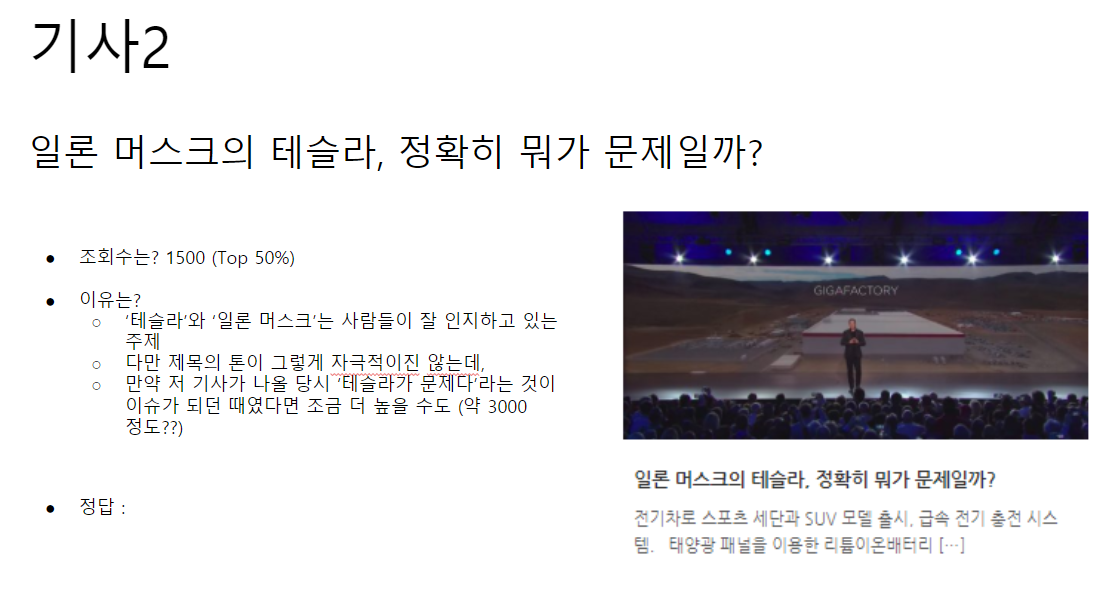 기사2
일론 머스크의 테슬라, 정확히 뭐가 문제일까?
● 조회수는? 1500 (Top 50%)
● 이유는?
○ ‘테슬라’와 ‘일론 머스크’는 사람들이 잘 인지하고 있는
주제
○ 다만 제목의 톤이 그렇게 자극적이진 않는데,
○ 만약 저 기사가 나올 당시 ‘테슬라가 문제다’라는 것이
이슈가 되던 때였다면 조금 더 높을 수도 (약 3000
정도??)
● 정답 :
GIGAFACTORY
일론 머스크의 테슬라, 정확히 뭐가 문제일까?
전기차로 스포츠 세단과 SUV 모델 출시, 급속 전기 충전 시스
템. 태양광 패널을 이용한 리튬이온배터리 […]